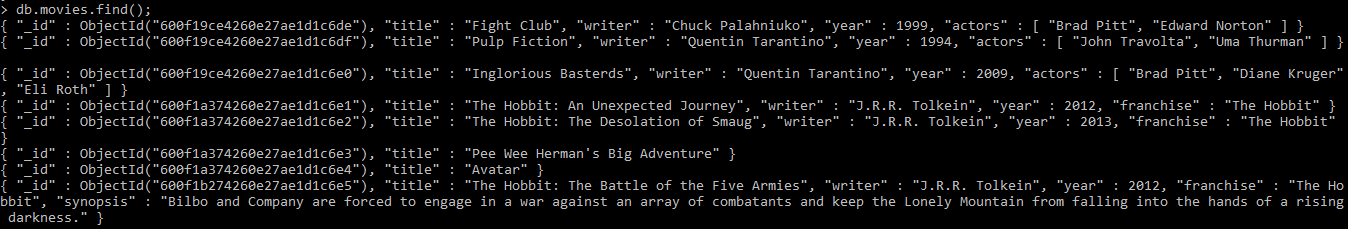 > db.movies.find();
{ "_id" : ObjectId("600f19ce4260e27ae1d1c6de"), "title" : "Fight Club", "writer" : "Chuck Palahniuko", "year" : 1999, "actors" : [ "Brad Pitt", "Edward Norton" ] }
{ "_id" : ObjectId("600f19ce4260e27ae1d1c6df"), "title" : "Pulp Fiction", "writer" : "Quentin Tarantino", "year" : 1994, "actors" : [ "John Travolta", "Uma Thurman" ] }
{ "_id" : ObjectId("600f19ce4260e27ae1d1c6e0"), "title" : "Inglorious Basterds", "writer" : "Quentin Tarantino", "year" : 2009, "actors" : [ "Brad Pitt", "Diane Kruger"
, "Eli Roth" ] }
{ "_id" : ObjectId("600f1a374260e27ae1d1c6e1"), "title" : "The Hobbit: An Unexpected Journey", "writer" : "J.R.R. Tolkein", "year" : 2012, "franchise" : "The Hobbit" }
{ "_id" : ObjectId("600f1a374260e27ae1d1c6e2"), "title" : "The Hobbit: The Desolation of Smaug", "writer" : "J.R.R. Tolkein", "year" : 2013, "franchise" : "The Hobbit"
}
{ "_id" : ObjectId("600f1a374260e27ae1d1c6e3"), "title" : "Pee Wee Herman's Big Adventure" }
{ "_id" : ObjectId("600f1a374260e27ae1d1c6e4"), "title" : "Avatar" }
{ "_id" : ObjectId("600f1b274260e27ae1d1c6e5"), "title" : "The Hobbit: The Battle of the Five Armies", "writer" : "J.R.R. Tolkein", "year" : 2012, "franchise" : "The Ho
bbit", "synopsis" : "Bilbo and Company are forced to engage in a war against an array of combatants and keep the Lonely Mountain from falling into the hands of a rising
 darkness." }